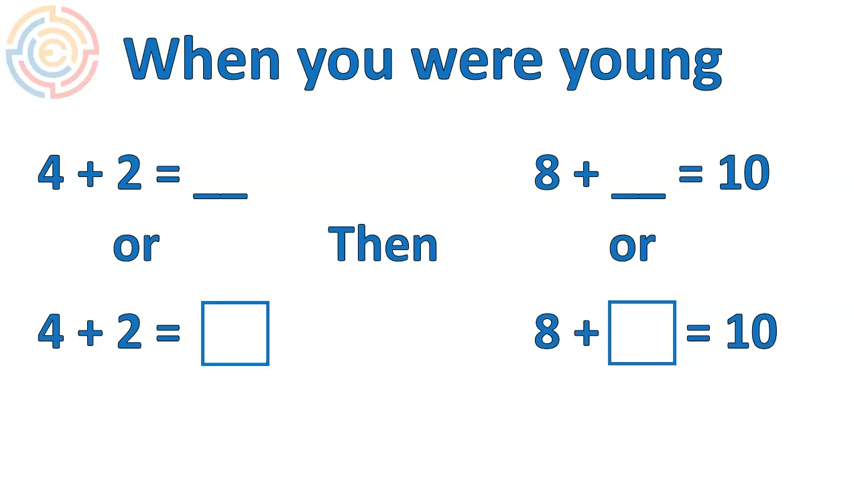 When you were young
4 + 2 = __
8 + __ = 10
or
Then
or
4 + 2 = □
8 + □ = 10